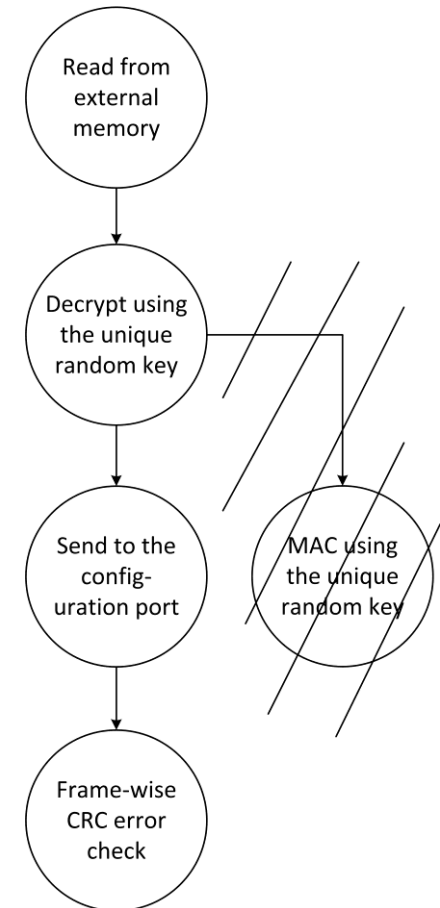 Read from
external
memory
Decrypt using
the unique
random key
Send to the
config-
uration port
MAC using
the unique
random key
Frame-wise
CRC error
check